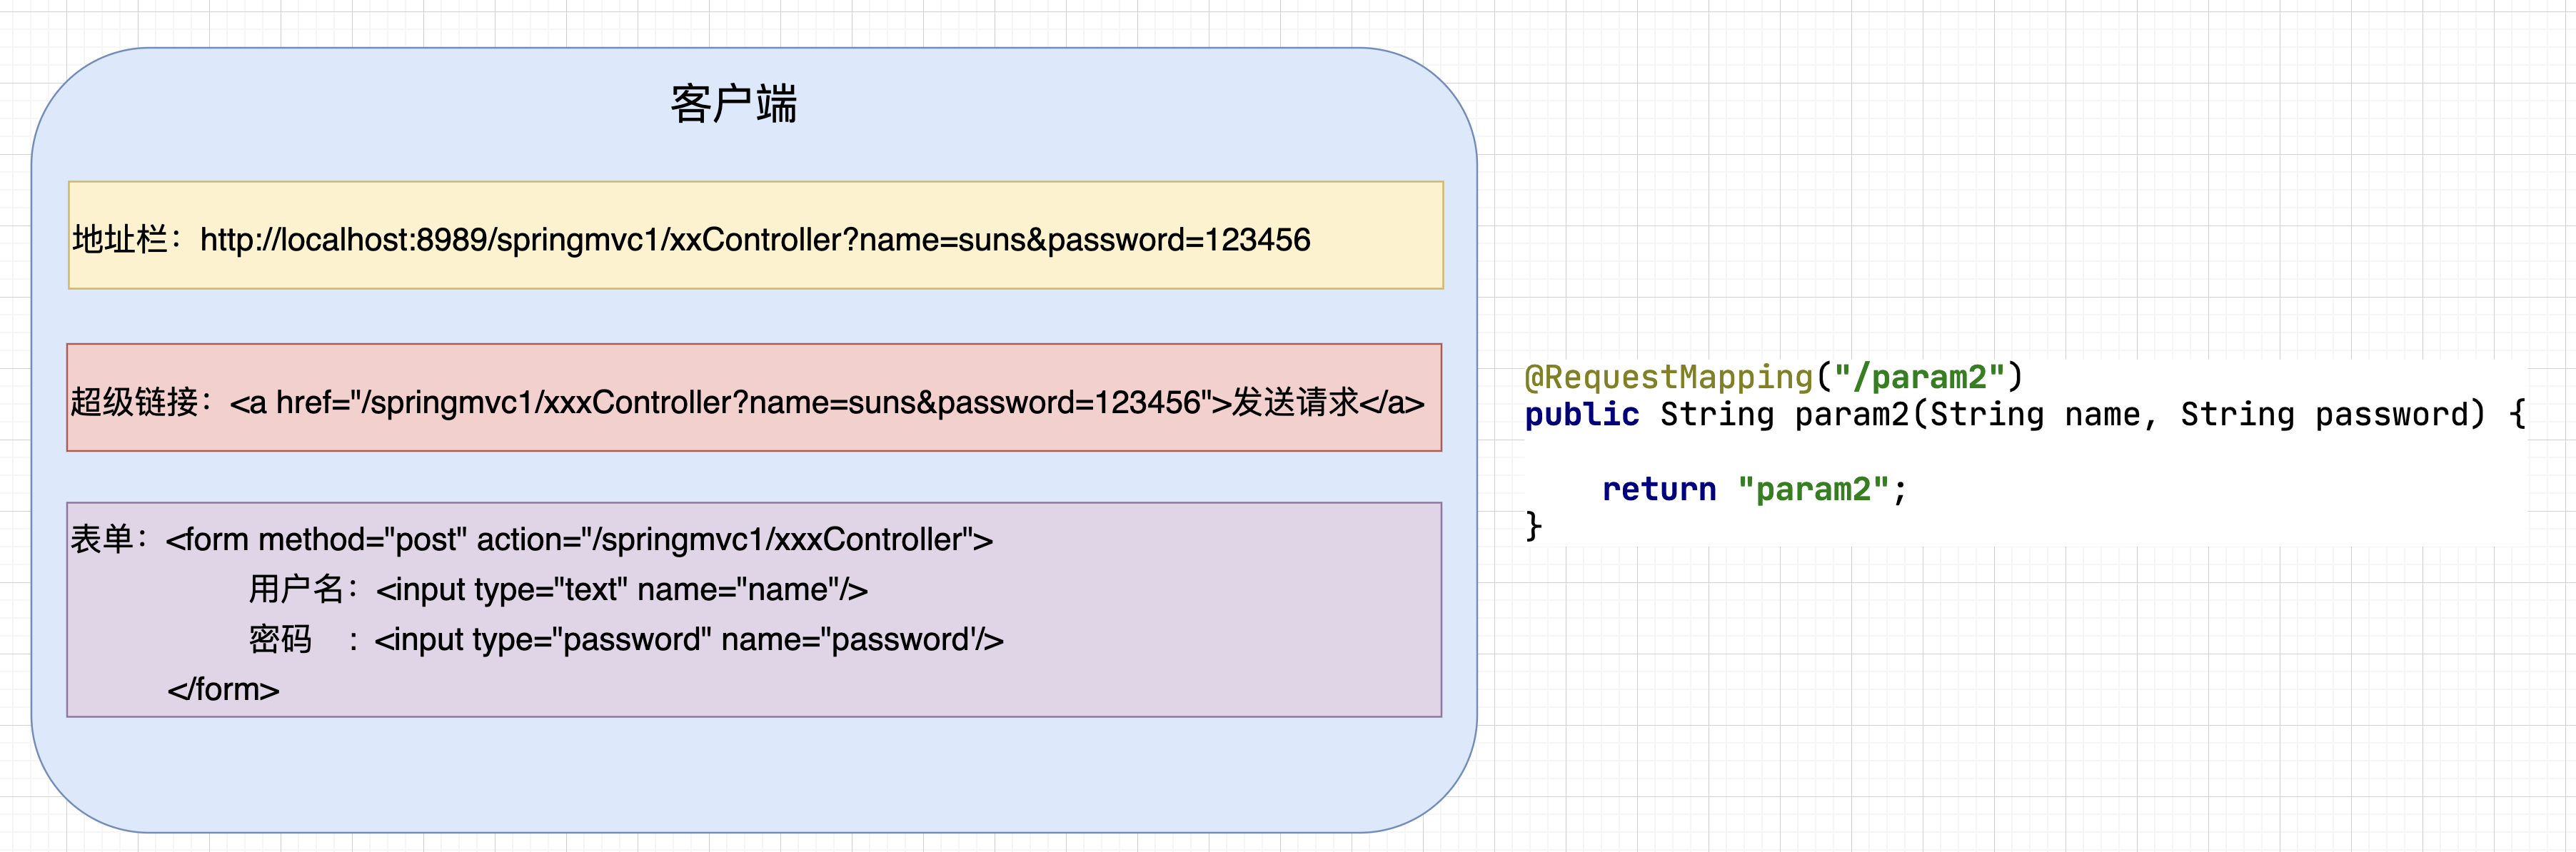 客户端
地址栏：http://localhost:8989/springmvc1/xxController?name=suns&password=123456
超级链接：<a href="/springmvc1/xxxController?name=suns&password=123456">发送请求</a>
表单：<form method="post" action="/springmvc1/xxxController">
用户名：<input type="text" name="name"/>
密码 ：<input type="password" name="password'/>
</form>
@RequestMapping("/param2")
public String param2(String name, String password) {
return "param2";
}